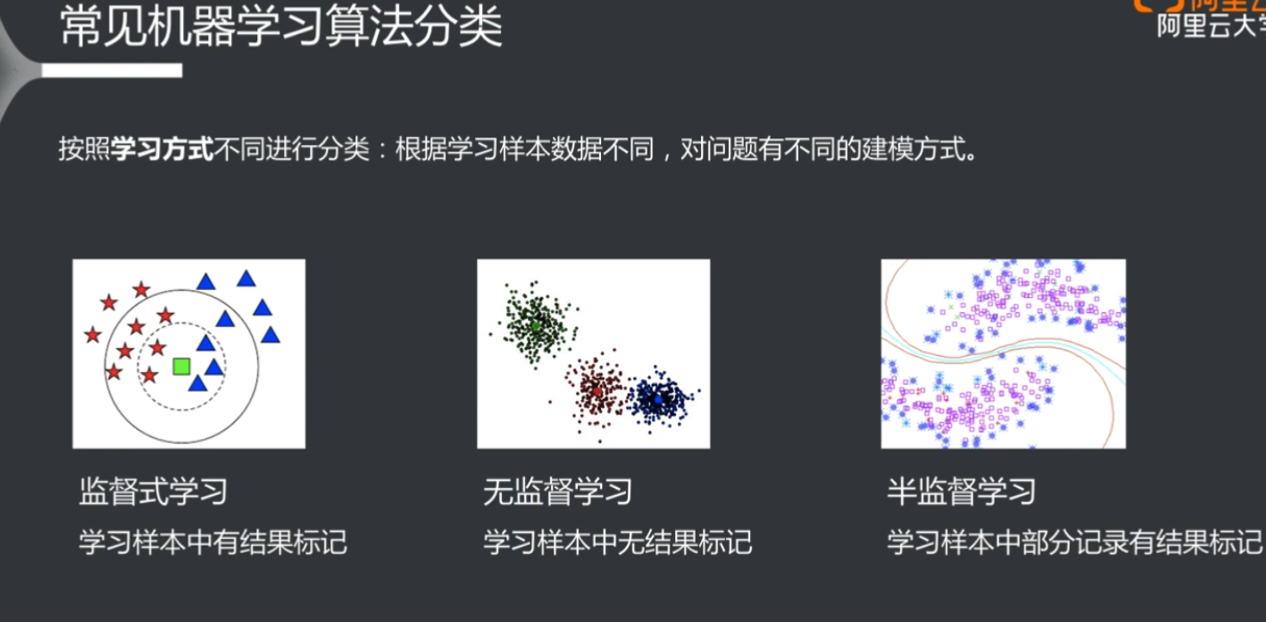 常见机器学习算法分类
阿里云
阿里云大学
按照学习方式不同进行分类：根据学习样本数据不同，对问题有不同的建模方式。
监督式学习
无监督学习
半监督学习
学习样本中有结果标记
学习样本中无结果标记
学习样本中部分记录有结果标记